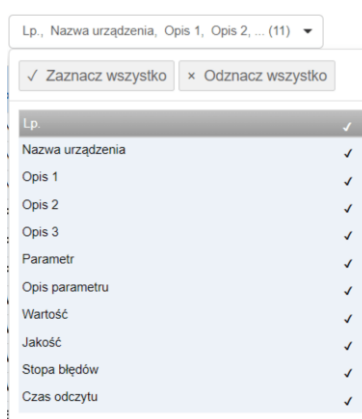 Lp., Nazwa urządzenia, Opis 1, Opis 2, ... (11)
✓ Zaznacz wszystko × Odznacz wszystko
Lp. ✓
Nazwa urządzenia ✓
Opis 1 ✓
Opis 2 ✓
Opis 3 ✓
Parametr ✓
Opis parametru ✓
Wartość ✓
Jakość ✓
Stopa błędów ✓
Czas odczytu ✓